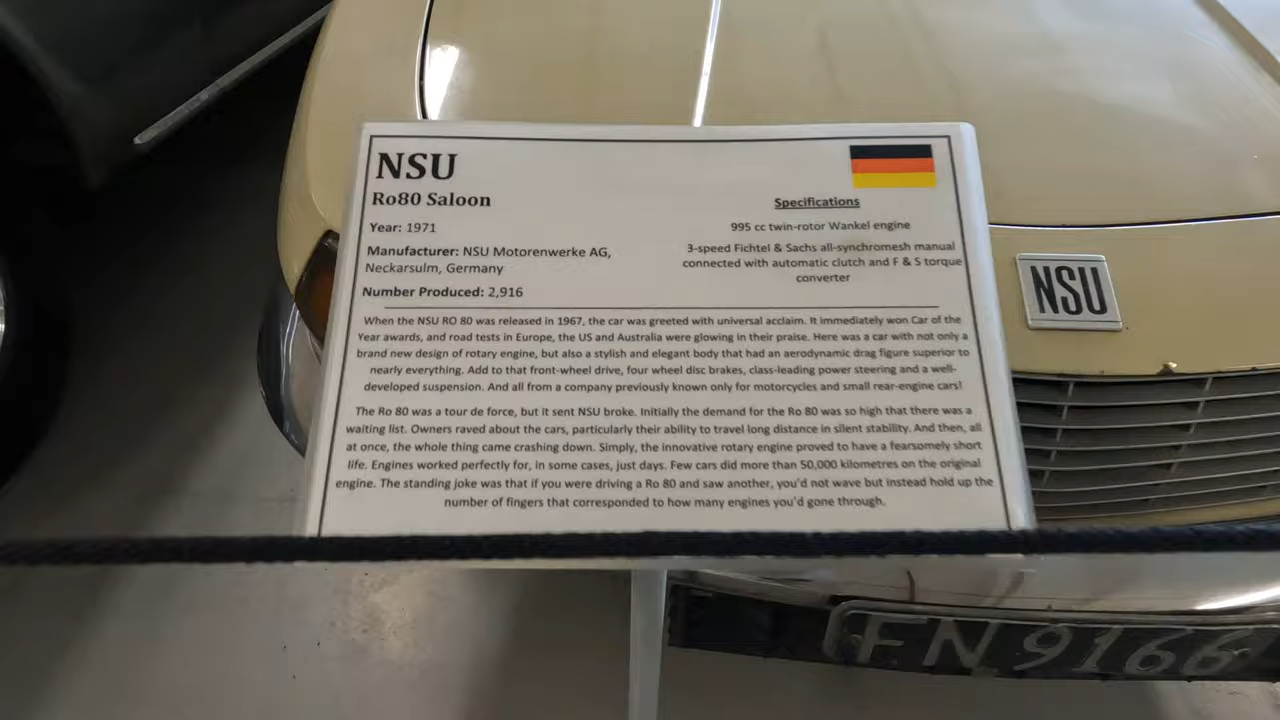 NSU
Ro80 Saloon
Year: 1971
Manufacturer: NSU Motorenwerke AG,
Neckarsulm, Germany
Number Produced: 2,916
Specifications
995 cc twin-rotor Wankel engine
3-speed Fichtel & Sachs all-synchromesh manual
connected with automatic clutch and F & S torque
converter
When the NSU RO 80 was released in 1967, the car was greeted with universal acclaim. It immediately won Car of the
Year awards, and road tests in Europe, the US and Australia were glowing in their praise. Here was a car with not only a
brand new design of rotary engine, but also a stylish and elegant body that had an aerodynamic drag figure superior to
nearly everything. Add to that front-wheel drive, four wheel disc brakes, class-leading power steering and a well-
developed suspension. And all from a company previously known only for motorcycles and small rear-engine cars!
The Ro 80 was a tour de force, but it sent NSU broke. Initially the demand for the Ro 80 was so high that there was a
waiting list. Owners raved about the cars, particularly their ability to travel long distance in silent stability. And then, all
at once, the whole thing came crashing down. Simply, the innovative rotary engine proved to have a fearsomely short
life. Engines worked perfectly for, in some cases, just days. Few cars did more than 50,000 kilometres on the original
engine. The standing joke was that if you were driving a Ro 80 and saw another, you'd not wave but instead hold up the
number of fingers that corresponded to how many engines you'd gone through.
NSU
FN9166